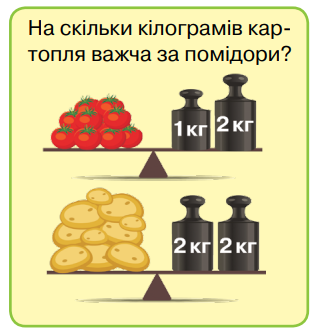 На скільки кілограмів кар-
топля важча за помідори?
1 кг 2 кг
2 кг 2 кг